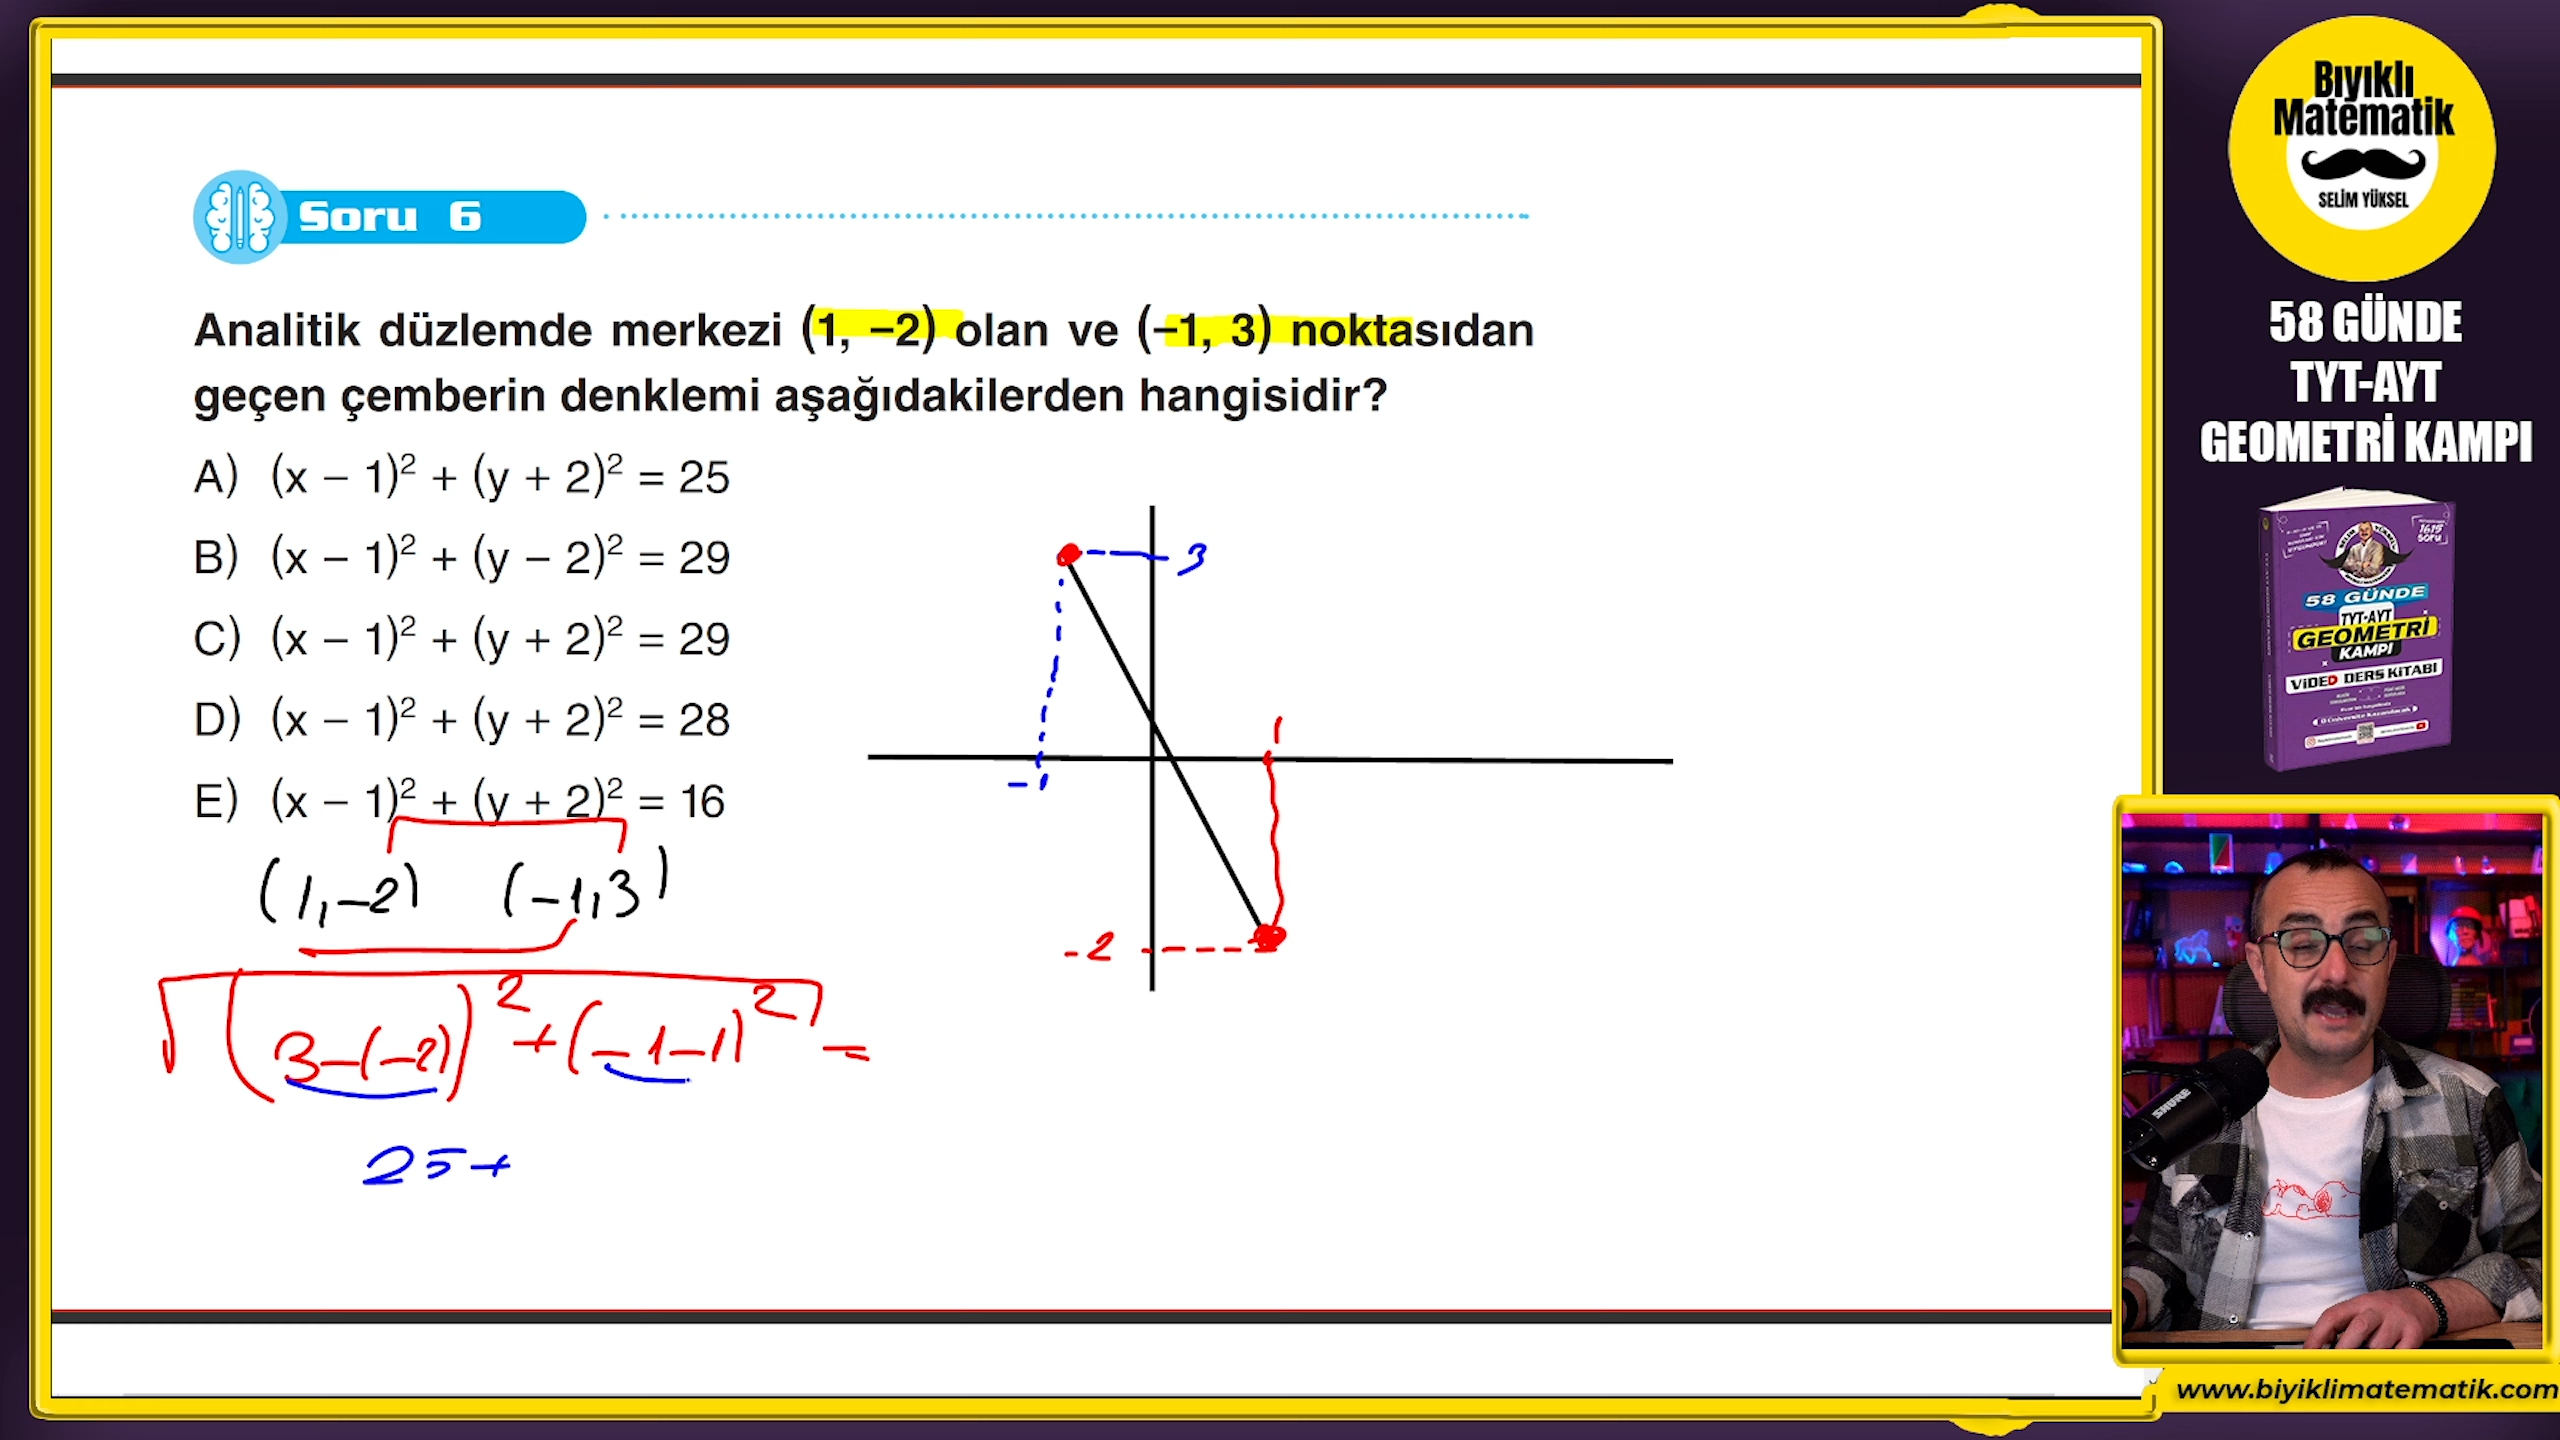 Bıyıklı
Matematik
SELİM YÜKSEL
58 GÜNDE
TYT-AYT
GEOMETRİ KAMPI
Soru 6
Analitik düzlemde merkezi (1, –2) olan ve (–1, 3) noktasıdan
geçen çemberin denklemi aşağıdakilerden hangisidir?
A) (x – 1)² + (y + 2)² = 25
B) (x – 1)² + (y – 2)² = 29
C) (x – 1)² + (y + 2)² = 29
D) (x – 1)² + (y + 2)² = 28
E) (x – 1)² + (y + 2)² = 16
(1,-2) (-1,3)
√(3-(-2))² + (-1-1)² =
25+
3
1
-1
-2
1615
SORU
58 GÜNDE
TYT-AYT
GEOMETRİ
KAMPI
VİDEO DERS KİTABI
SHURE
www.biyiklimatematik.com